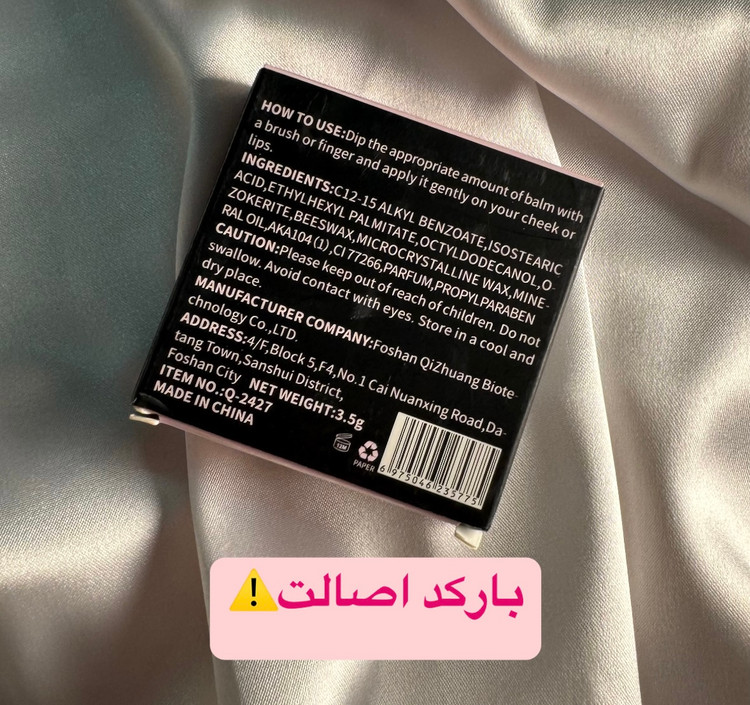 HOW TO USE:Dip the appropriate amount of balm with
a brush or finger and apply it gently on your cheek or
lips.
INGREDIENTS:C12-15 ALKYL BENZOATE,ISOSTEARIC
ACID,ETHYLHEXYL PALMITATE,OCTYLDODECANOL,O-
ZOKERITE,BEESWAX,MICROCRYSTALLINE WAX,MINE-
RAL OIL,AKA104(1),CI 77266,PARFUM,PROPYLPARABEN
CAUTION:Please keep out of reach of children. Do not
swallow. Avoid contact with eyes. Store in a cool and
dry place.
MANUFACTURER COMPANY:Foshan QiZhuang Biote-
chnology Co.,LTD.
ADDRESS:4/F,Block 5,F4,No.1 Cai Nuanxing Road,Da-
tang Town,Sanshui District,
Foshan City NET WEIGHT:3.5g
ITEM NO.:Q-2427
MADE IN CHINA
12M
PAPER
6 975046 235775
بارکد اصالت⚠️